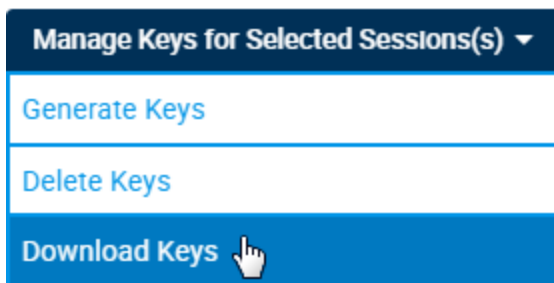 Manage Keys for Selected Sessions(s)
Generate Keys
Delete Keys
Download Keys